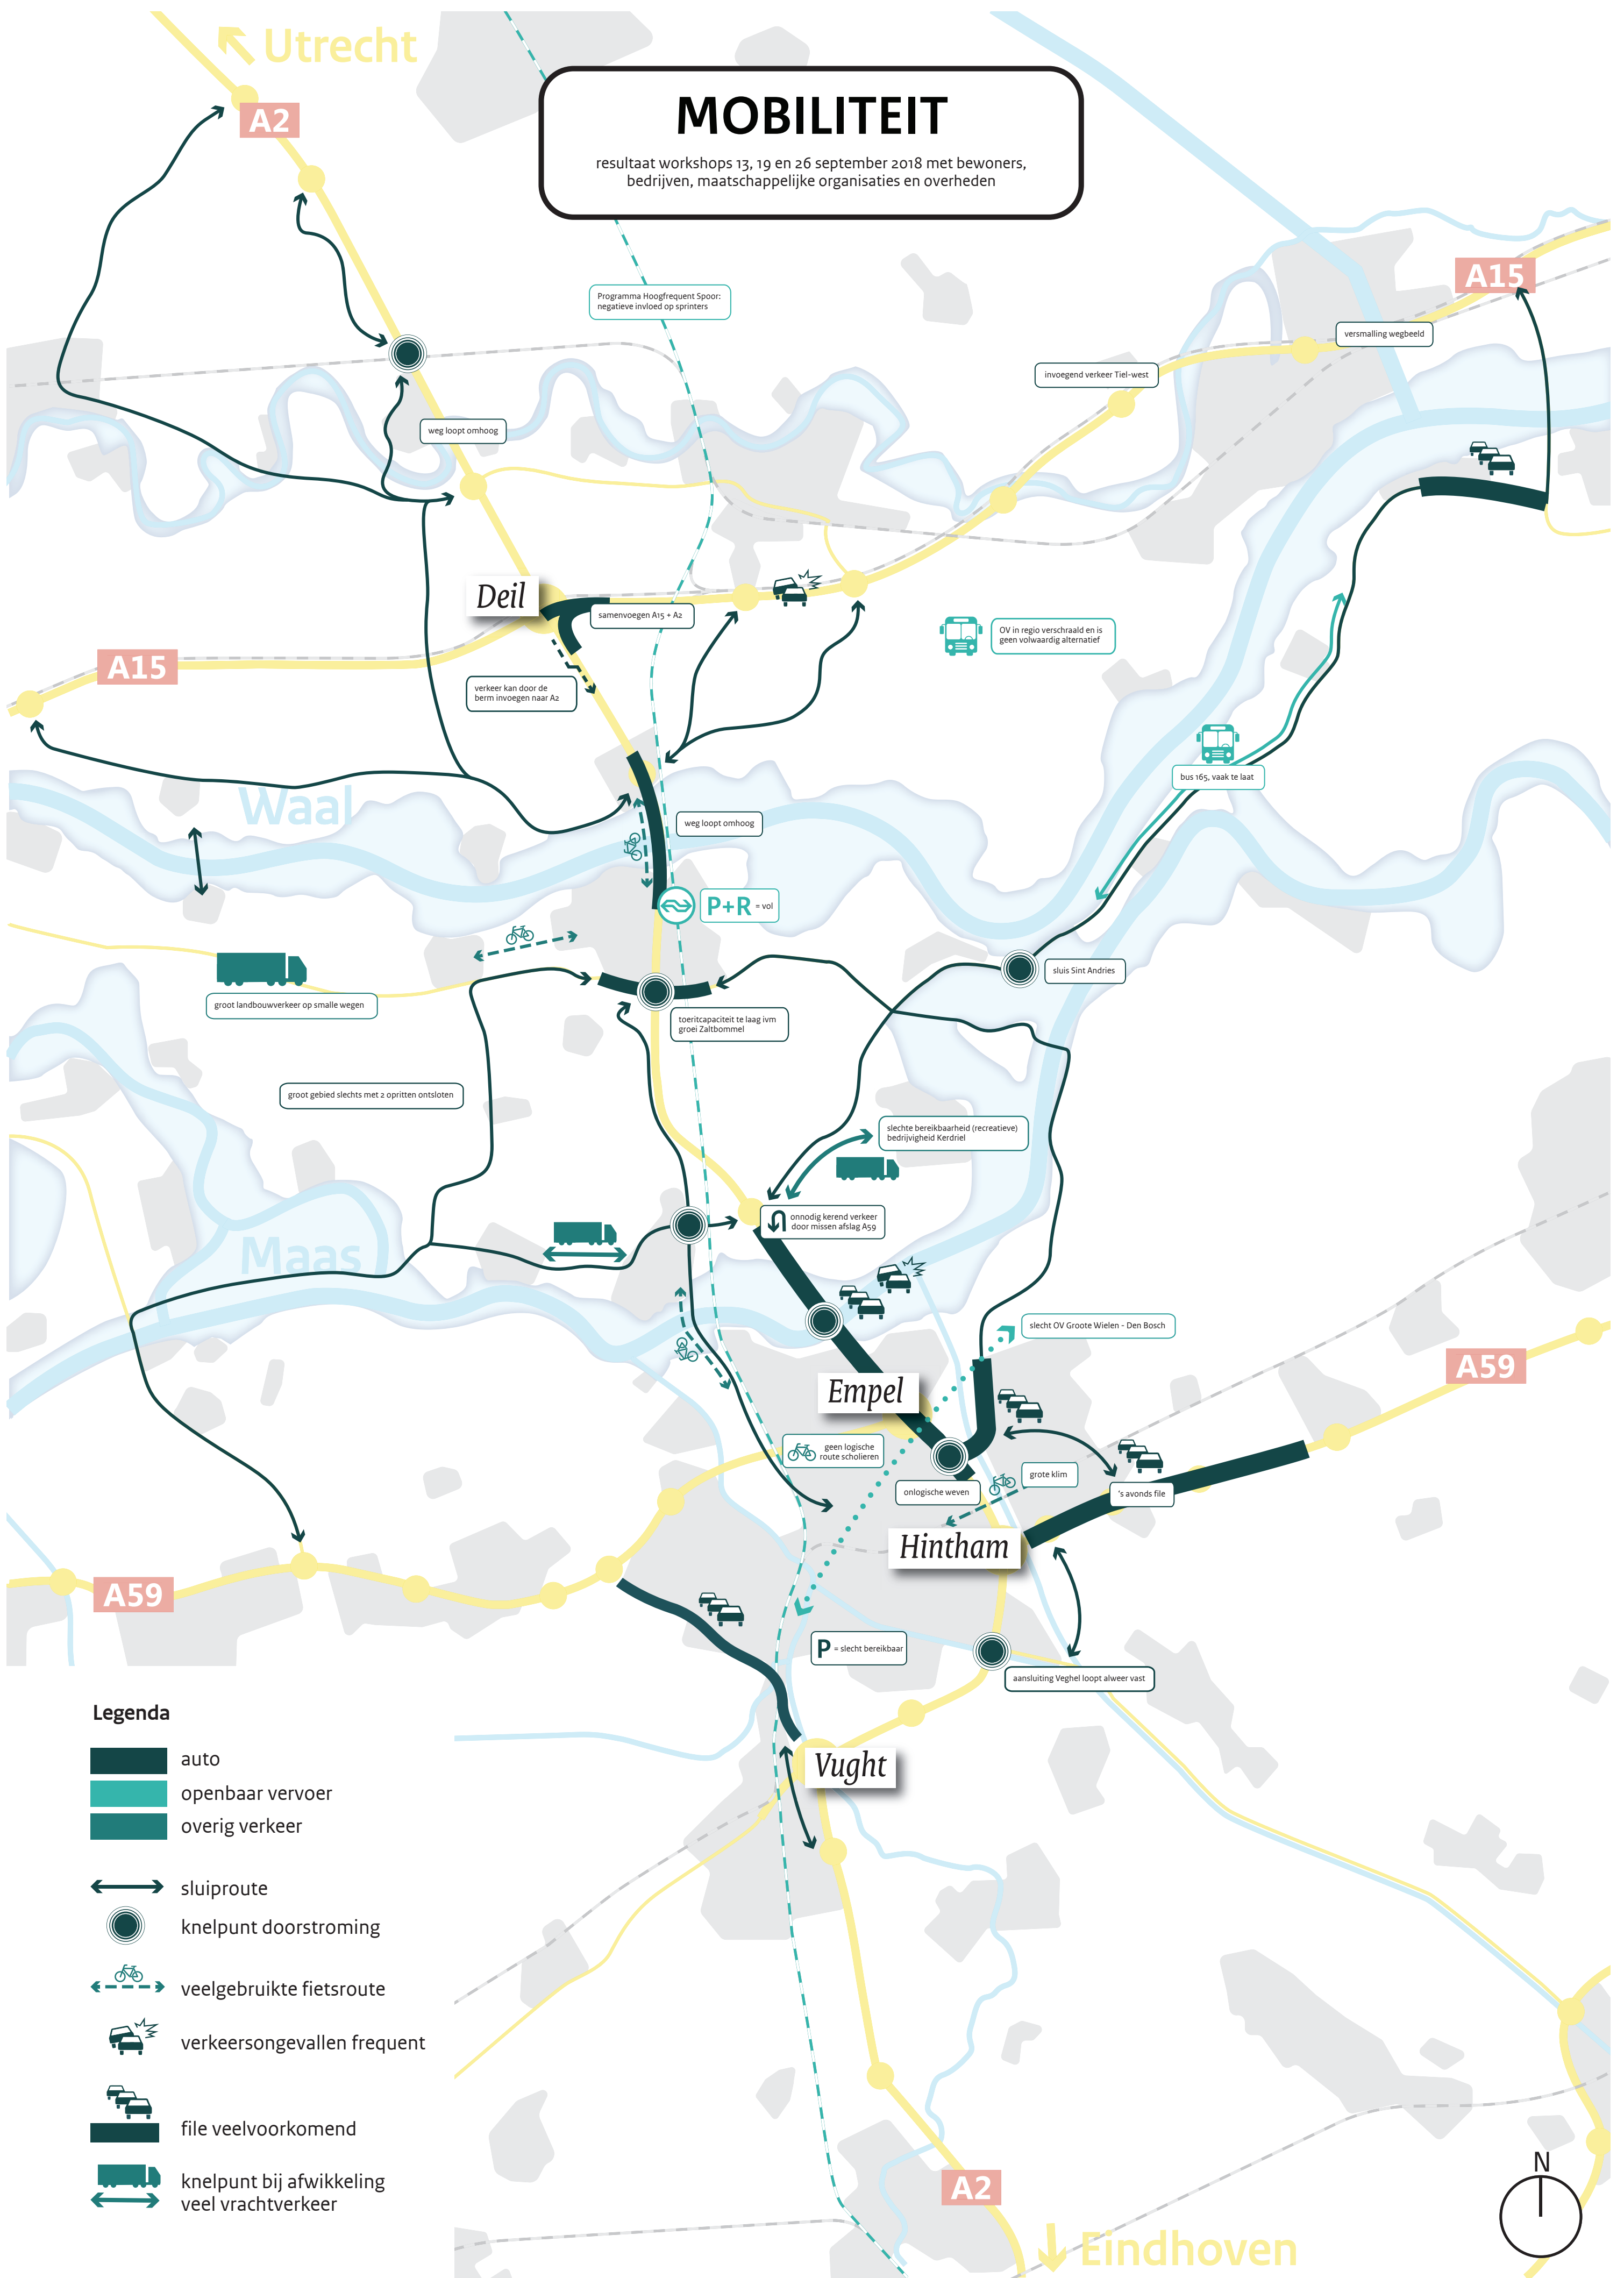 Utrecht
A2
MOBILITEIT
resultaat workshops 13, 19 en 26 september 2018 met bewoners,
bedrijven, maatschappelijke organisaties en overheden
A15
Programma Hoogfrequent Spoor:
negatieve invloed op sprinters
versmalling wegbeeld
invoegend verkeer Tiel-west
weg loopt omhoog
Deil
samenvoegen A15 + A2
OV in regio verschraald en is
geen volwaardig alternatief
A15
verkeer kan door de
berm invoegen naar A2
bus 165, vaak te laat
Waal
weg loopt omhoog
P+R = vol
sluis Sint Andries
groot landbouwverkeer op smalle wegen
toeritcapaciteit te laag ivm
groei Zaltbommel
groot gebied slechts met 2 opritten ontsloten
slechte bereikbaarheid (recreatieve)
bedrijvigheid Kerdriel
onnodig kerend verkeer
door missen afslag A59
Maas
slecht OV Groote Wielen - Den Bosch
A59
Empel
geen logische
route scholieren
grote klim
onlogische weven
's avonds file
Hintham
A59
P = slecht bereikbaar
aansluiting Veghel loopt alweer vast
Vught
Legenda
auto
openbaar vervoer
overig verkeer
sluiproute
knelpunt doorstroming
veelgebruikte fietsroute
verkeersongevallen frequent
file veelvoorkomend
knelpunt bij afwikkeling
veel vrachtverkeer
N
A2
Eindhoven